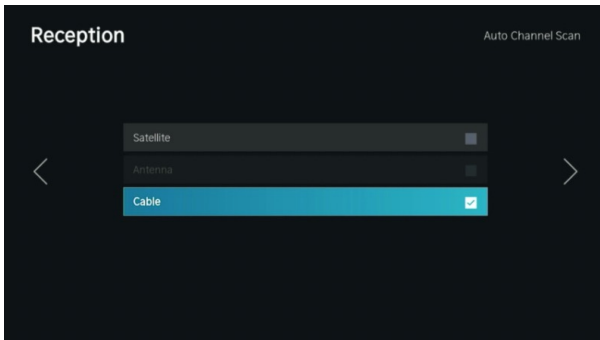 Reception
Auto Channel Scan
Satellite
Antenna
Cable